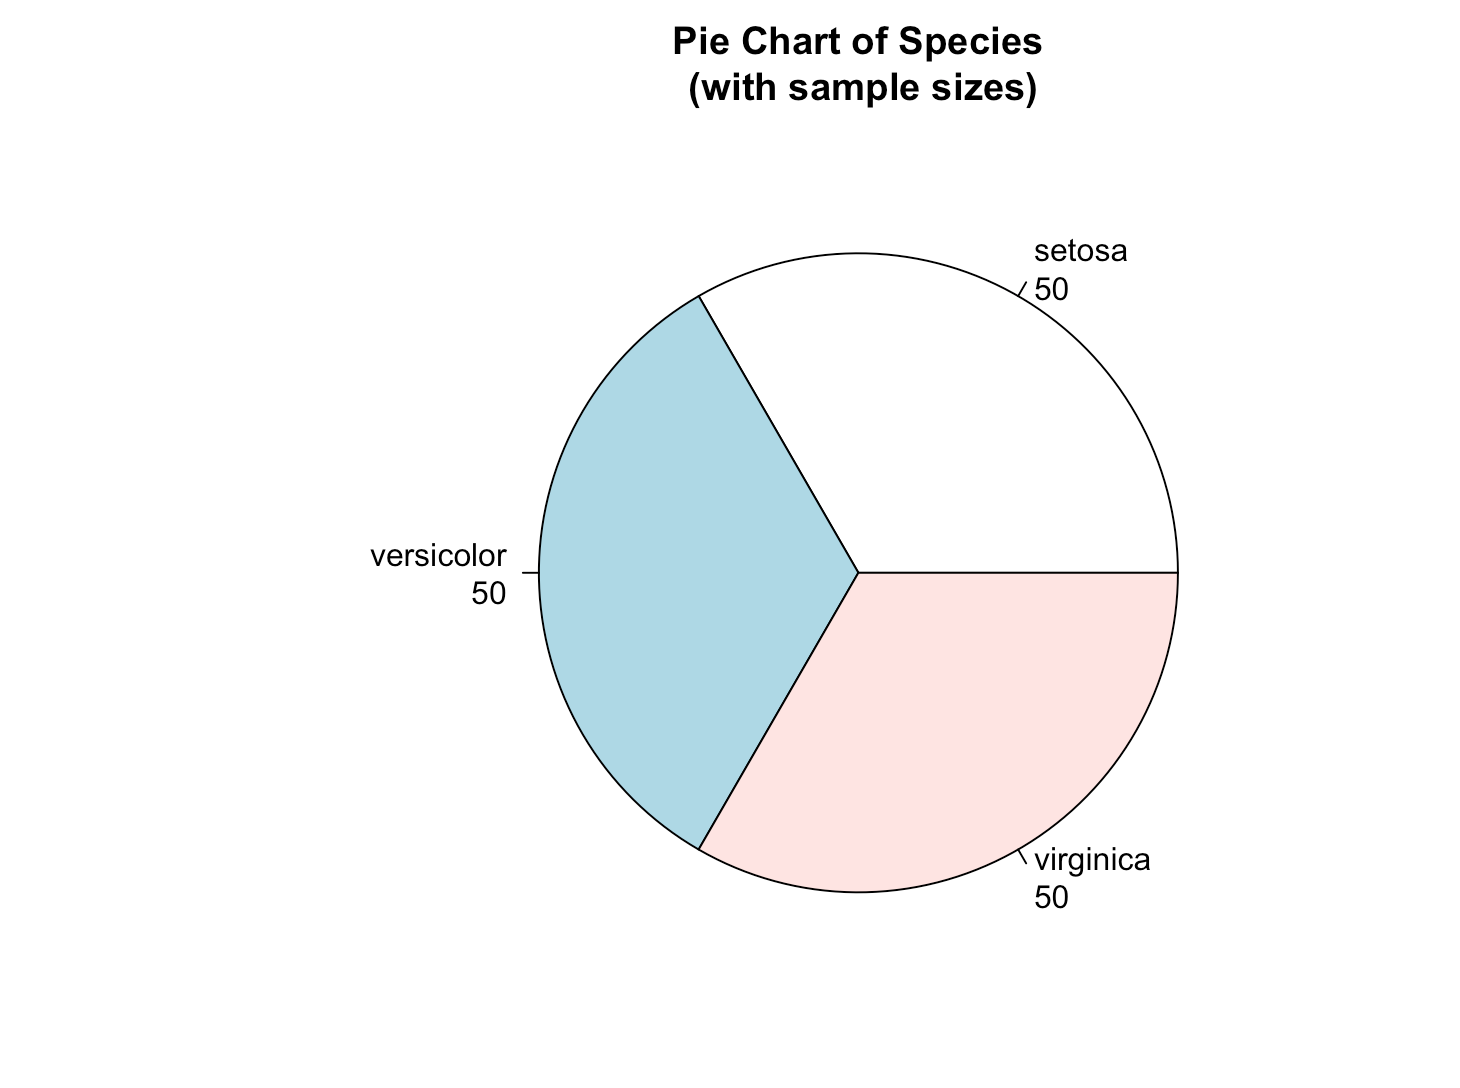 Pie Chart of Species
(with sample sizes)
setosa
50
versicolor
50
virginica
50